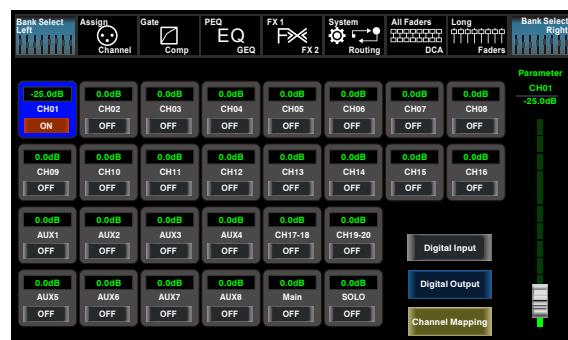 Bank Select Left
Assign Channel
Gate Comp
PEQ EQ GEQ
FX 1 FX 2
System Routing
All Faders DCA
Long Faders
Bank Select Right
Parameter
CH01
-25.0dB
-25.0dB 0.0dB 0.0dB 0.0dB 0.0dB 0.0dB 0.0dB 0.0dB
CH01 CH02 CH03 CH04 CH05 CH06 CH07 CH08
ON OFF OFF OFF OFF OFF OFF OFF
0.0dB 0.0dB 0.0dB 0.0dB 0.0dB 0.0dB 0.0dB 0.0dB
CH09 CH10 CH11 CH12 CH13 CH14 CH15 CH16
OFF OFF OFF OFF OFF OFF OFF OFF
0.0dB 0.0dB 0.0dB 0.0dB 0.0dB 0.0dB
AUX1 AUX2 AUX3 AUX4 CH17-18 CH19-20
OFF OFF OFF OFF OFF OFF
Digital Input
0.0dB 0.0dB 0.0dB 0.0dB 0.0dB 0.0dB
AUX5 AUX6 AUX7 AUX8 Main SOLO
OFF OFF OFF OFF OFF OFF
Digital Output
Channel Mapping